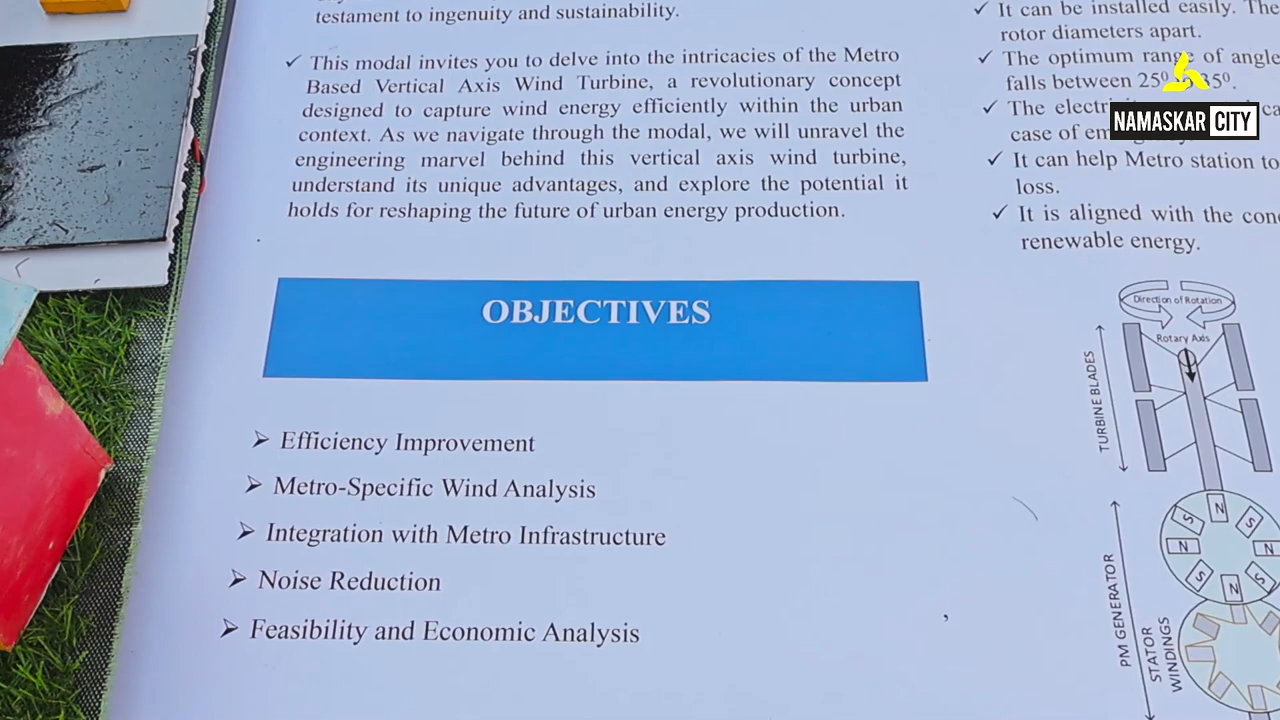 testament to ingenuity and sustainability.
✓ This modal invites you to delve into the intricacies of the Metro
Based Vertical Axis Wind Turbine, a revolutionary concept
designed to capture wind energy efficiently within the urban
context. As we navigate through the modal, we will unravel the
engineering marvel behind this vertical axis wind turbine,
understand its unique advantages, and explore the potential it
holds for reshaping the future of urban energy production.
OBJECTIVES
➢ Efficiency Improvement
➢ Metro-Specific Wind Analysis
➢ Integration with Metro Infrastructure
➢ Noise Reduction
➢ Feasibility and Economic Analysis
✓ It can be installed easily. The
rotor diameters apart.
✓ The optimum range of angle
falls between 25⁰ 35⁰.
✓ The
case of
✓ It can help Metro station to
loss.
✓ It is aligned with the
renewable energy.
Direction of Rotation
Rotary Axis
TURBINE BLADES
N
S
S
N
N
S
S
N
PM GENERATOR
STATOR
WINDINGS
NAMASKAR CITY